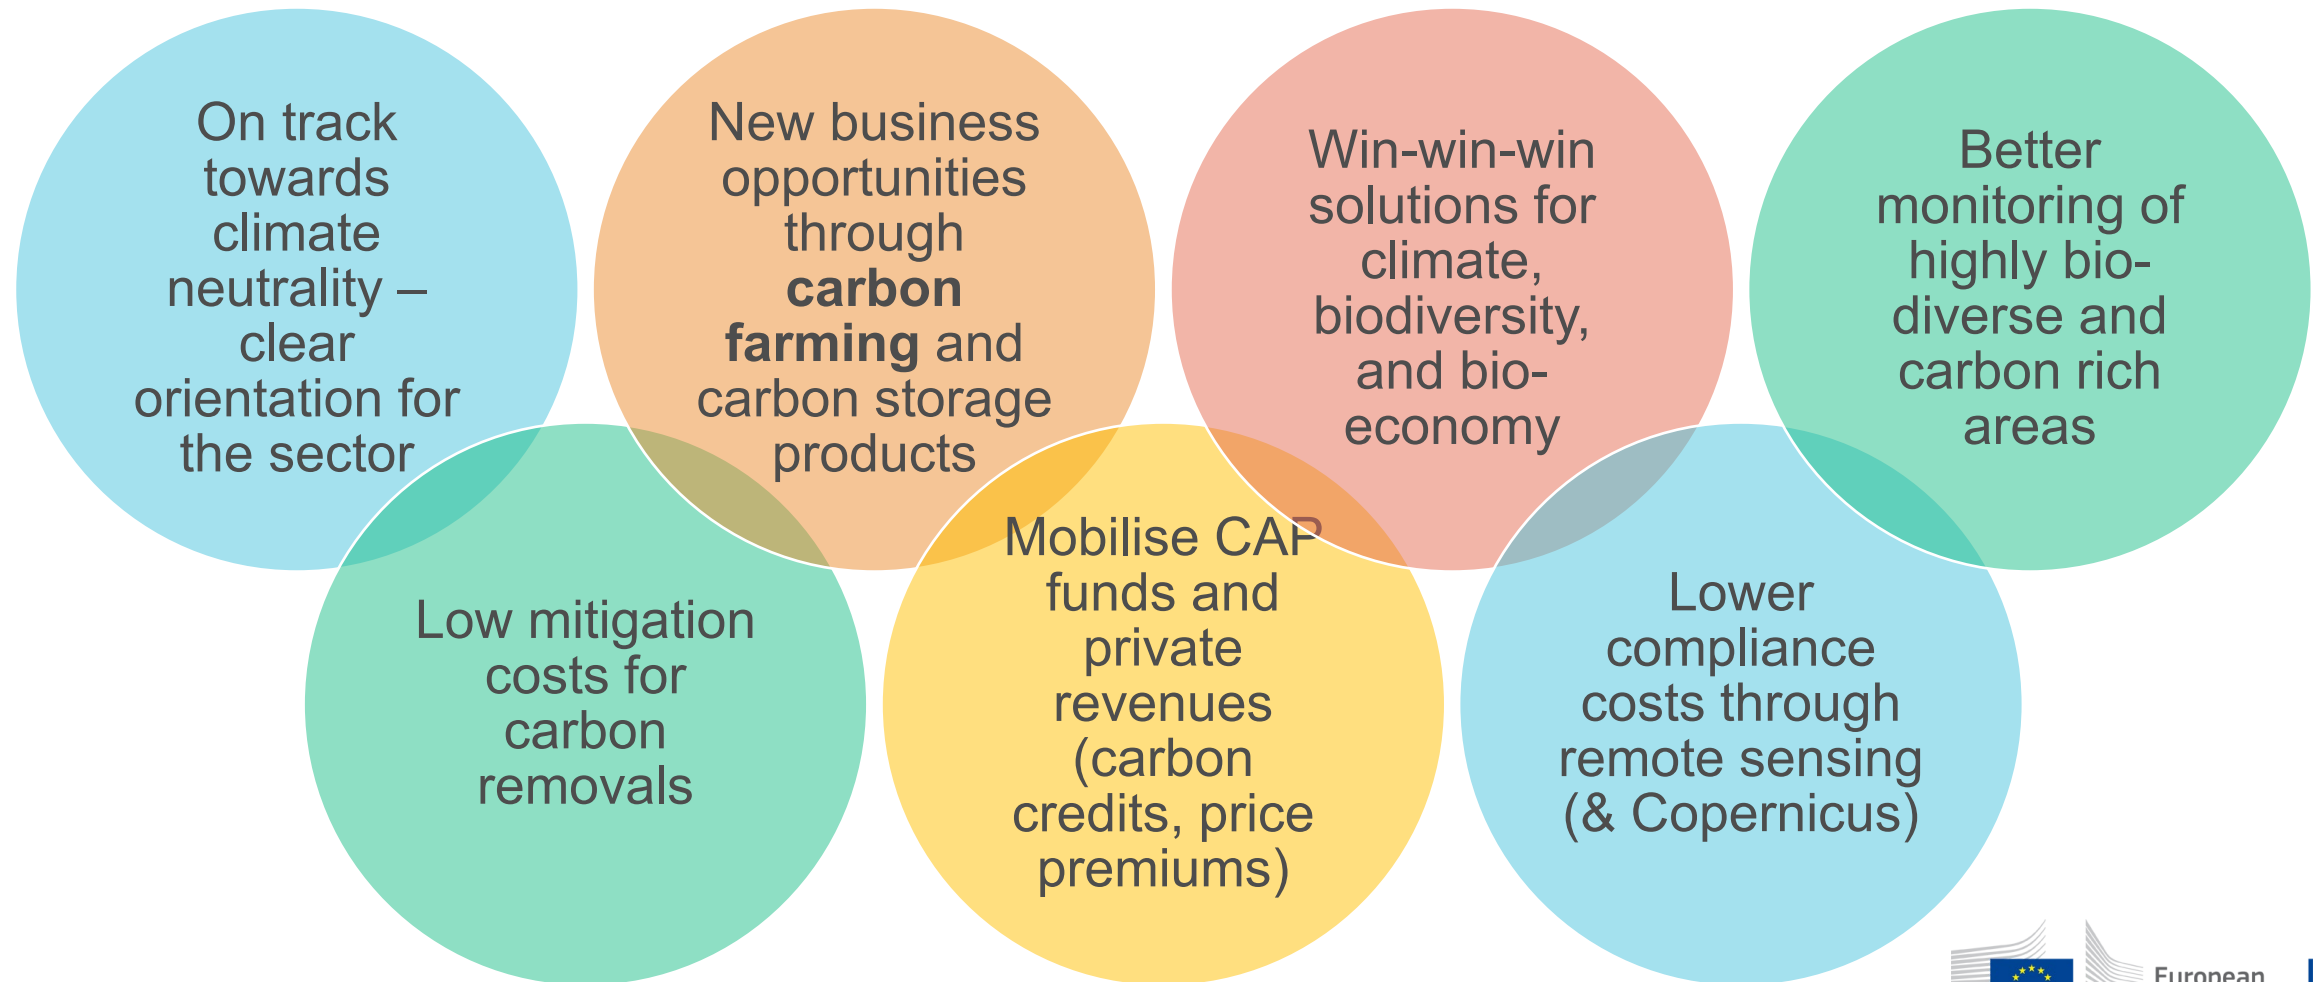 On track
towards
climate
neutrality –
clear
orientation for
the sector
Low mitigation
costs for
carbon
removals
New business
opportunities
through
carbon
farming and
carbon storage
products
Mobilise CAP
funds and
private
revenues
(carbon
credits, price
premiums)
Win-win-win
solutions for
climate,
biodiversity,
and bio-
economy
Lower
compliance
costs through
remote sensing
(& Copernicus)
Better
monitoring of
highly bio-
diverse and
carbon rich
areas
European